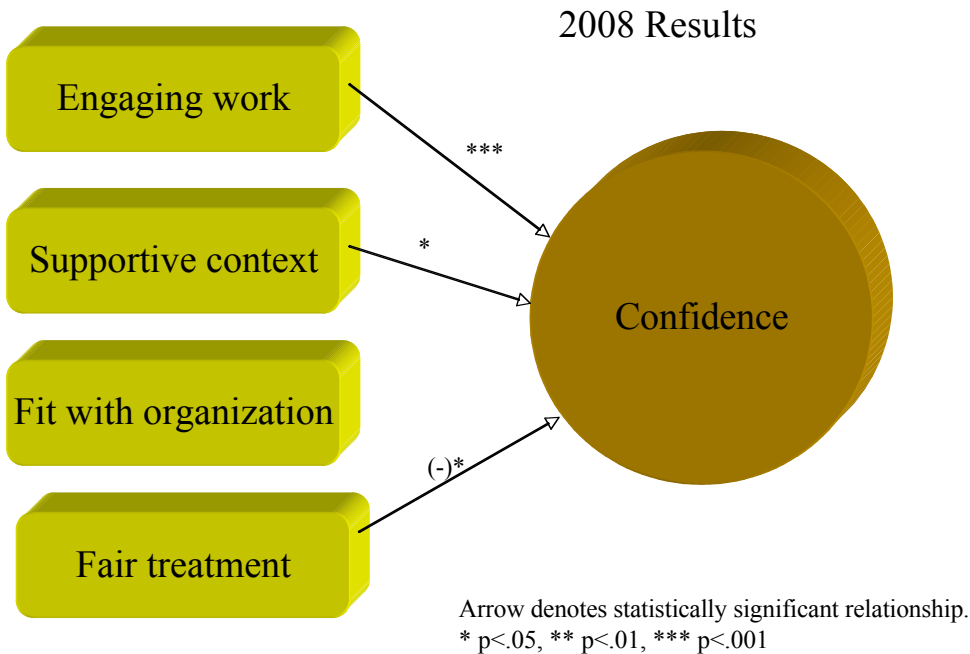 2008 Results
Engaging work
***
Supportive context
*
Confidence
Fit with organization
(-)*
Fair treatment
Arrow denotes statistically significant relationship.
* p<.05, ** p<.01, *** p<.001